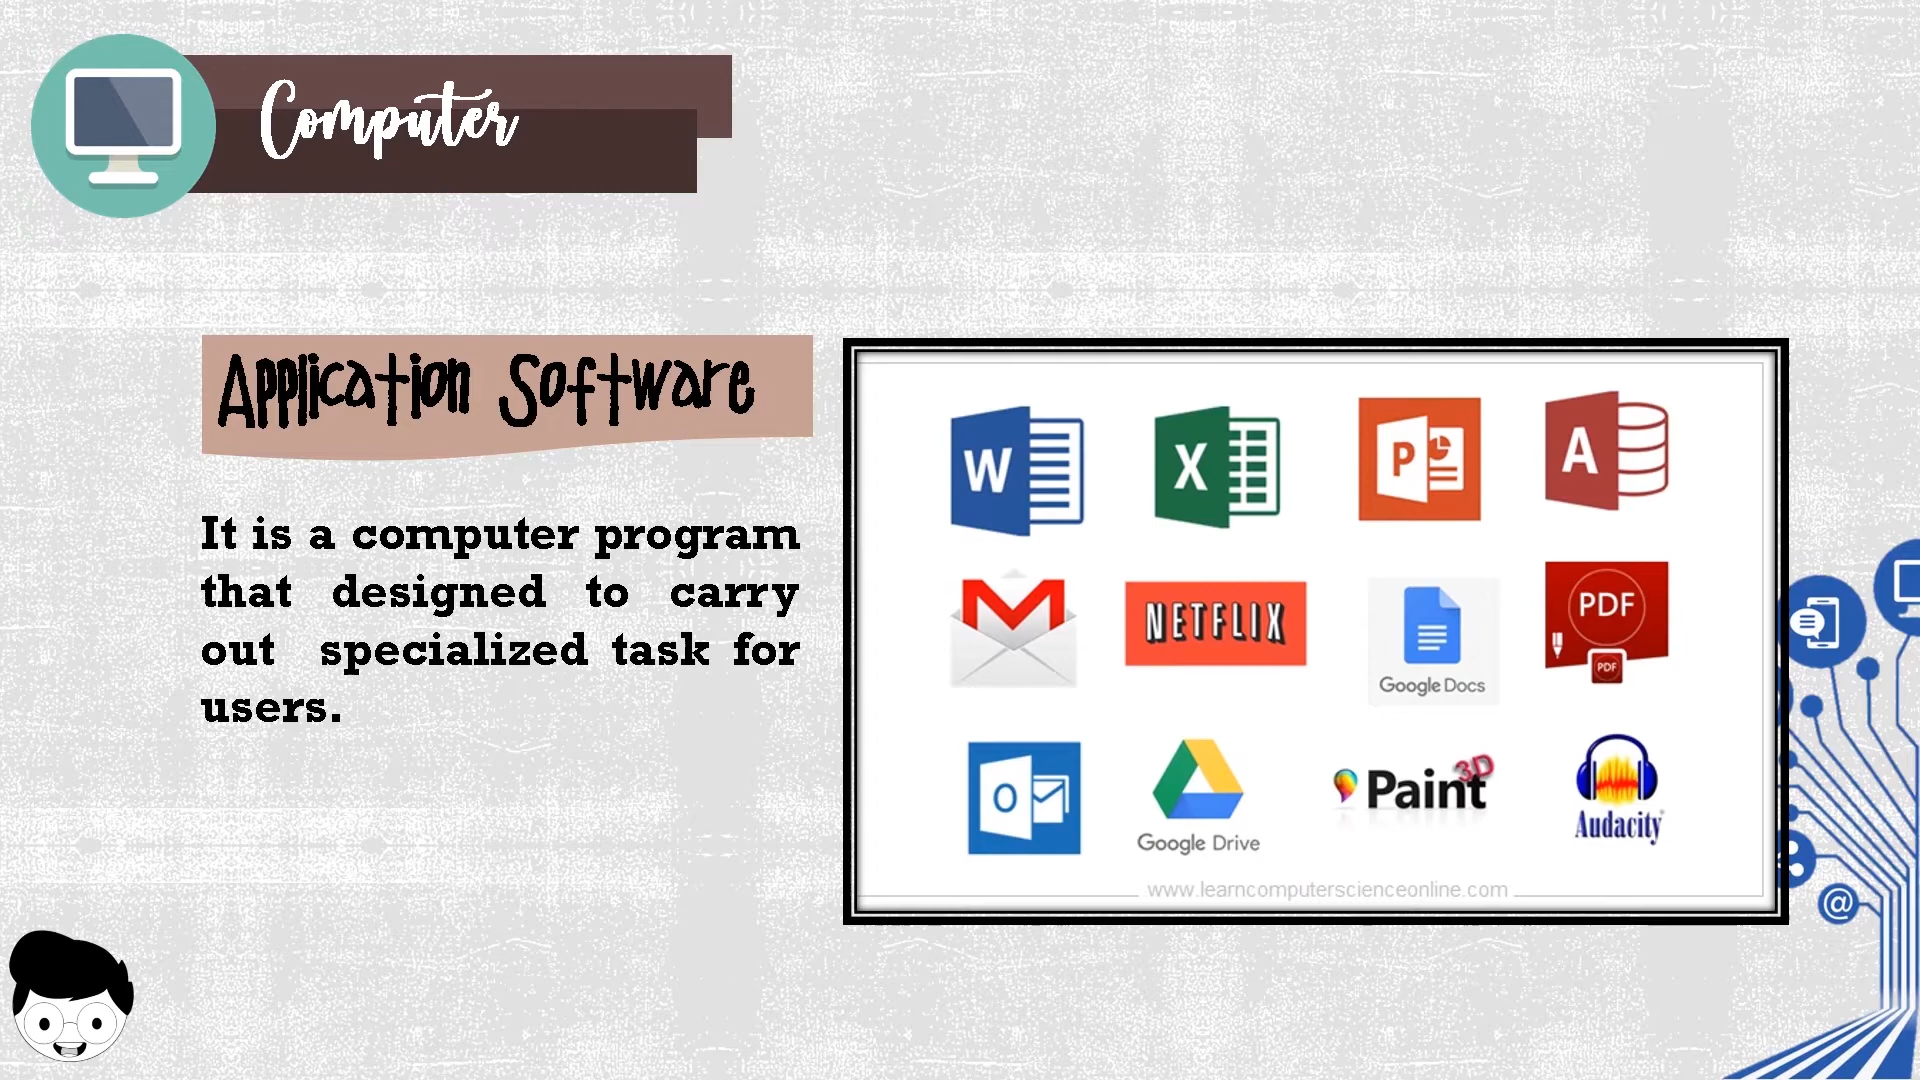 Computer
Application Software
It is a computer program
that designed to carry
out specialized task for
users.
W
X
P
A
NETFLIX
Google Docs
PDF
PDF
O
Google Drive
Paint 3D
Audacity
www.learncomputerscienceonline.com
@